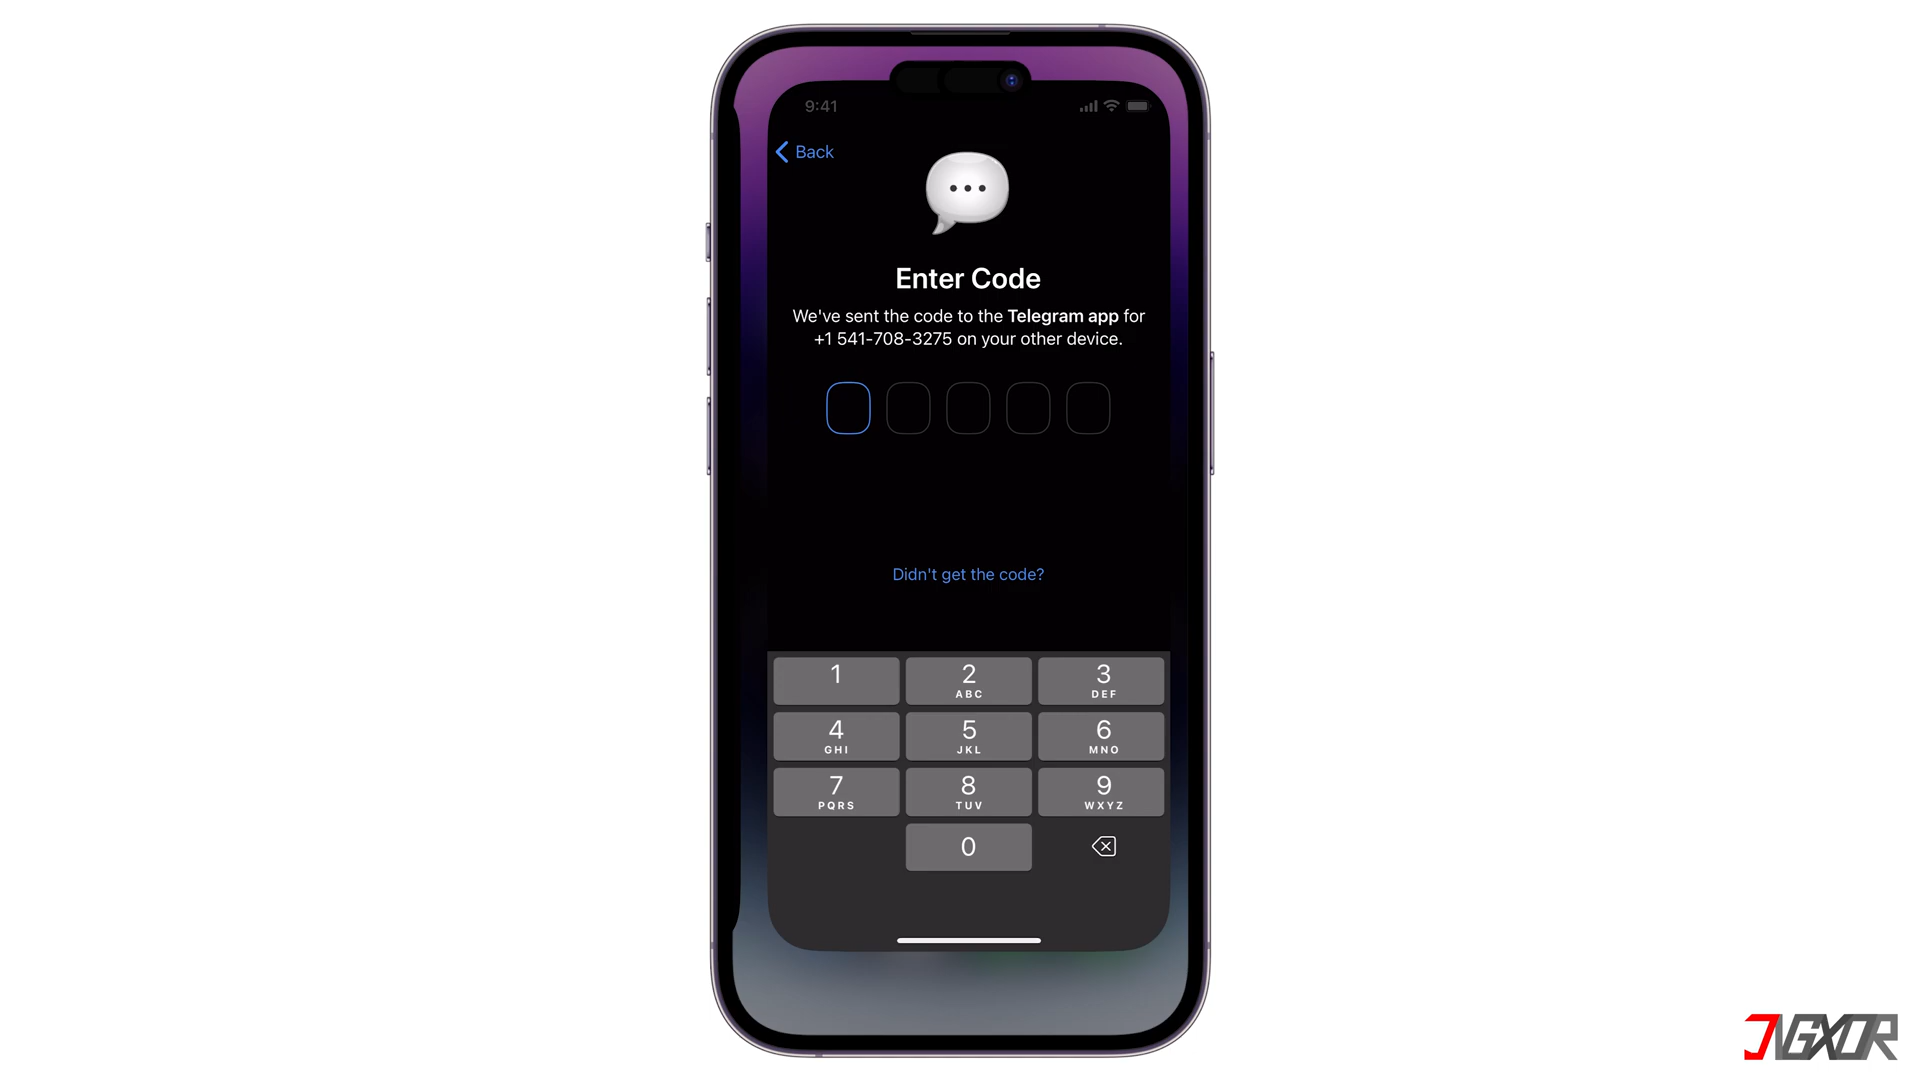 9:41
Back
Enter Code
We've sent the code to the Telegram app for
+1 541-708-3275 on your other device.
Didn't get the code?
1
2
ABC
3
DEF
4
GHI
5
JKL
6
MNO
7
PQRS
8
TUV
9
WXYZ
0
JVGXOR